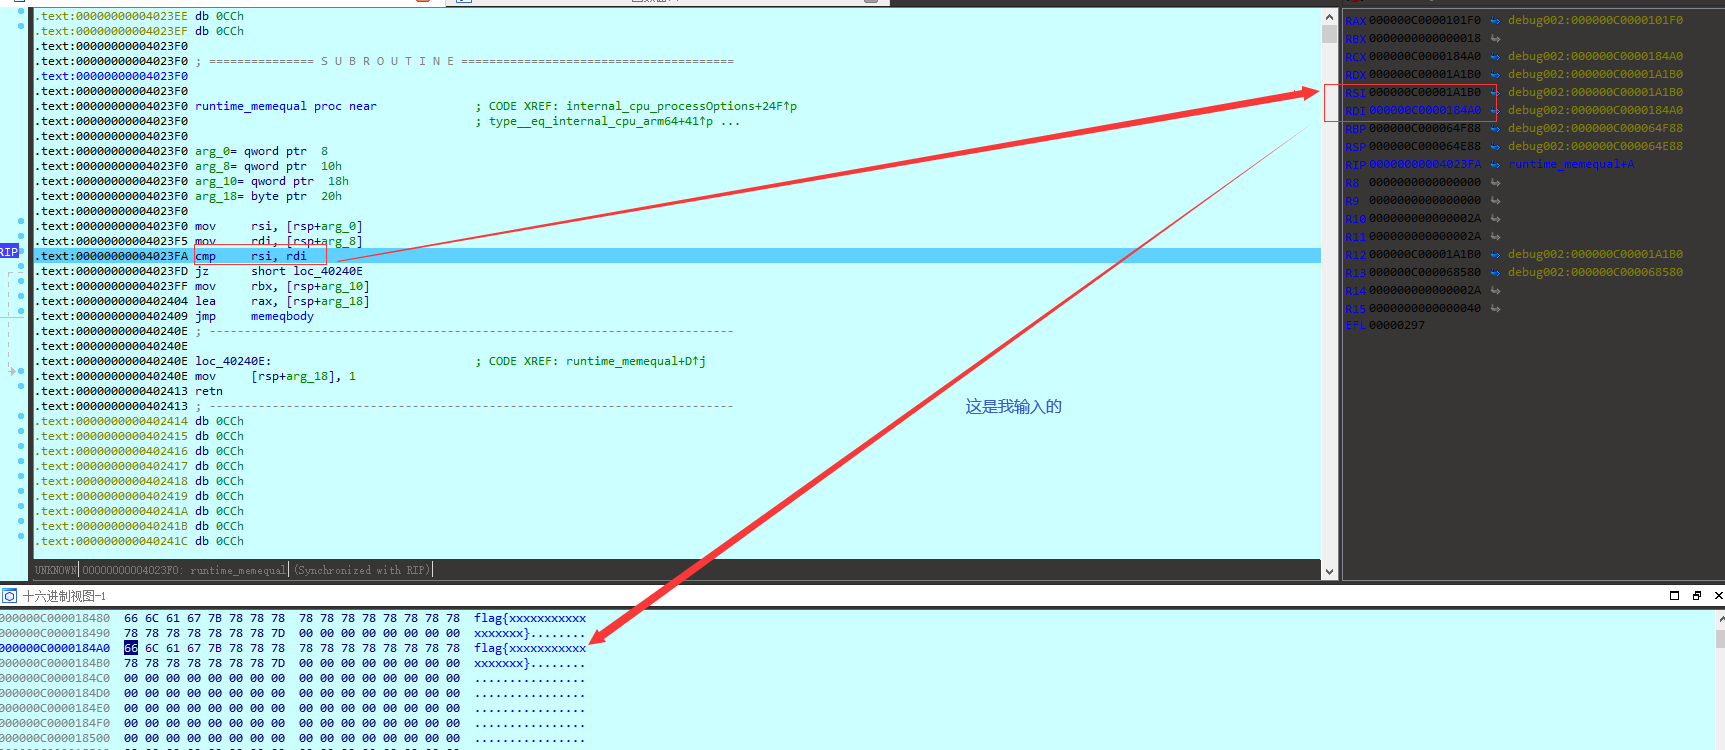 .text:00000000004023EE db 0CCh
.text:00000000004023EF db 0CCh
.text:00000000004023F0
.text:00000000004023F0 ; =============== S U B R O U T I N E =======================================
.text:00000000004023F0
.text:00000000004023F0
.text:00000000004023F0 runtime_memequal proc near ; CODE XREF: internal_cpu_processOptions+24F↑p
.text:00000000004023F0 ; type__eq_internal_cpu_arm64+41↑p ...
.text:00000000004023F0
.text:00000000004023F0 arg_0= qword ptr 8
.text:00000000004023F0 arg_8= qword ptr 10h
.text:00000000004023F0 arg_10= qword ptr 18h
.text:00000000004023F0 arg_18= byte ptr 20h
.text:00000000004023F0
.text:00000000004023F0 mov rsi, [rsp+arg_0]
.text:00000000004023F5 mov rdi, [rsp+arg_8]
RIP .text:00000000004023FA cmp rsi, rdi
.text:00000000004023FD jz short loc_40240E
.text:00000000004023FF mov rbx, [rsp+arg_10]
.text:0000000000402404 lea rax, [rsp+arg_18]
.text:0000000000402409 jmp memeqbody
.text:000000000040240E ; ---------------------------------------------------------------------------
.text:000000000040240E
.text:000000000040240E loc_40240E: ; CODE XREF: runtime_memequal+D↑j
.text:000000000040240E mov [rsp+arg_18], 1
.text:0000000000402413 retn
.text:0000000000402413 ; ---------------------------------------------------------------------------
.text:0000000000402414 db 0CCh
.text:0000000000402415 db 0CCh
.text:0000000000402416 db 0CCh
.text:0000000000402417 db 0CCh
.text:0000000000402418 db 0CCh
.text:0000000000402419 db 0CCh
.text:000000000040241A db 0CCh
.text:000000000040241B db 0CCh
.text:000000000040241C db 0CCh
UNKNOWN 00000000004023F0: runtime_memequal (Synchronized with RIP)
这是我输入的
RAX 000000C0000101F0 debug002:000000C0000101F0
RBX 0000000000000018
RCX 000000C0000184A0 debug002:000000C0000184A0
RDX 000000C00001A1B0 debug002:000000C00001A1B0
RSI 000000C00001A1B0 debug002:000000C00001A1B0
RDI 000000C0000184A0 debug002:000000C0000184A0
RBP 000000C000064F88 debug002:000000C000064F88
RSP 000000C000064E88 debug002:000000C000064E88
RIP 00000000004023FA runtime_memequal+A
R8 0000000000000000
R9 0000000000000000
R10 000000000000002A
R11 000000000000002A
R12 000000C00001A1B0 debug002:000000C00001A1B0
R13 000000C000068580 debug002:000000C000068580
R14 000000000000002A
R15 0000000000000040
EFL 00000297
十六进制视图-1
000000C000018480 66 6C 61 67 7B 78 78 78 78 78 78 78 78 78 78 78 flag{xxxxxxxxxxx
000000C000018490 78 78 78 78 78 78 78 7D 00 00 00 00 00 00 00 00 xxxxxxx}........
000000C0000184A0 66 6C 61 67 7B 78 78 78 78 78 78 78 78 78 78 78 flag{xxxxxxxxxxx
000000C0000184B0 78 78 78 78 78 78 78 7D 00 00 00 00 00 00 00 00 xxxxxxx}........
000000C0000184C0 00 00 00 00 00 00 00 00 00 00 00 00 00 00 00 00 ................
000000C0000184D0 00 00 00 00 00 00 00 00 00 00 00 00 00 00 00 00 ................
000000C0000184E0 00 00 00 00 00 00 00 00 00 00 00 00 00 00 00 00 ................
000000C0000184F0 00 00 00 00 00 00 00 00 00 00 00 00 00 00 00 00 ................
000000C000018500 00 00 00 00 00 00 00 00 00 00 00 00 00 00 00 00 ................